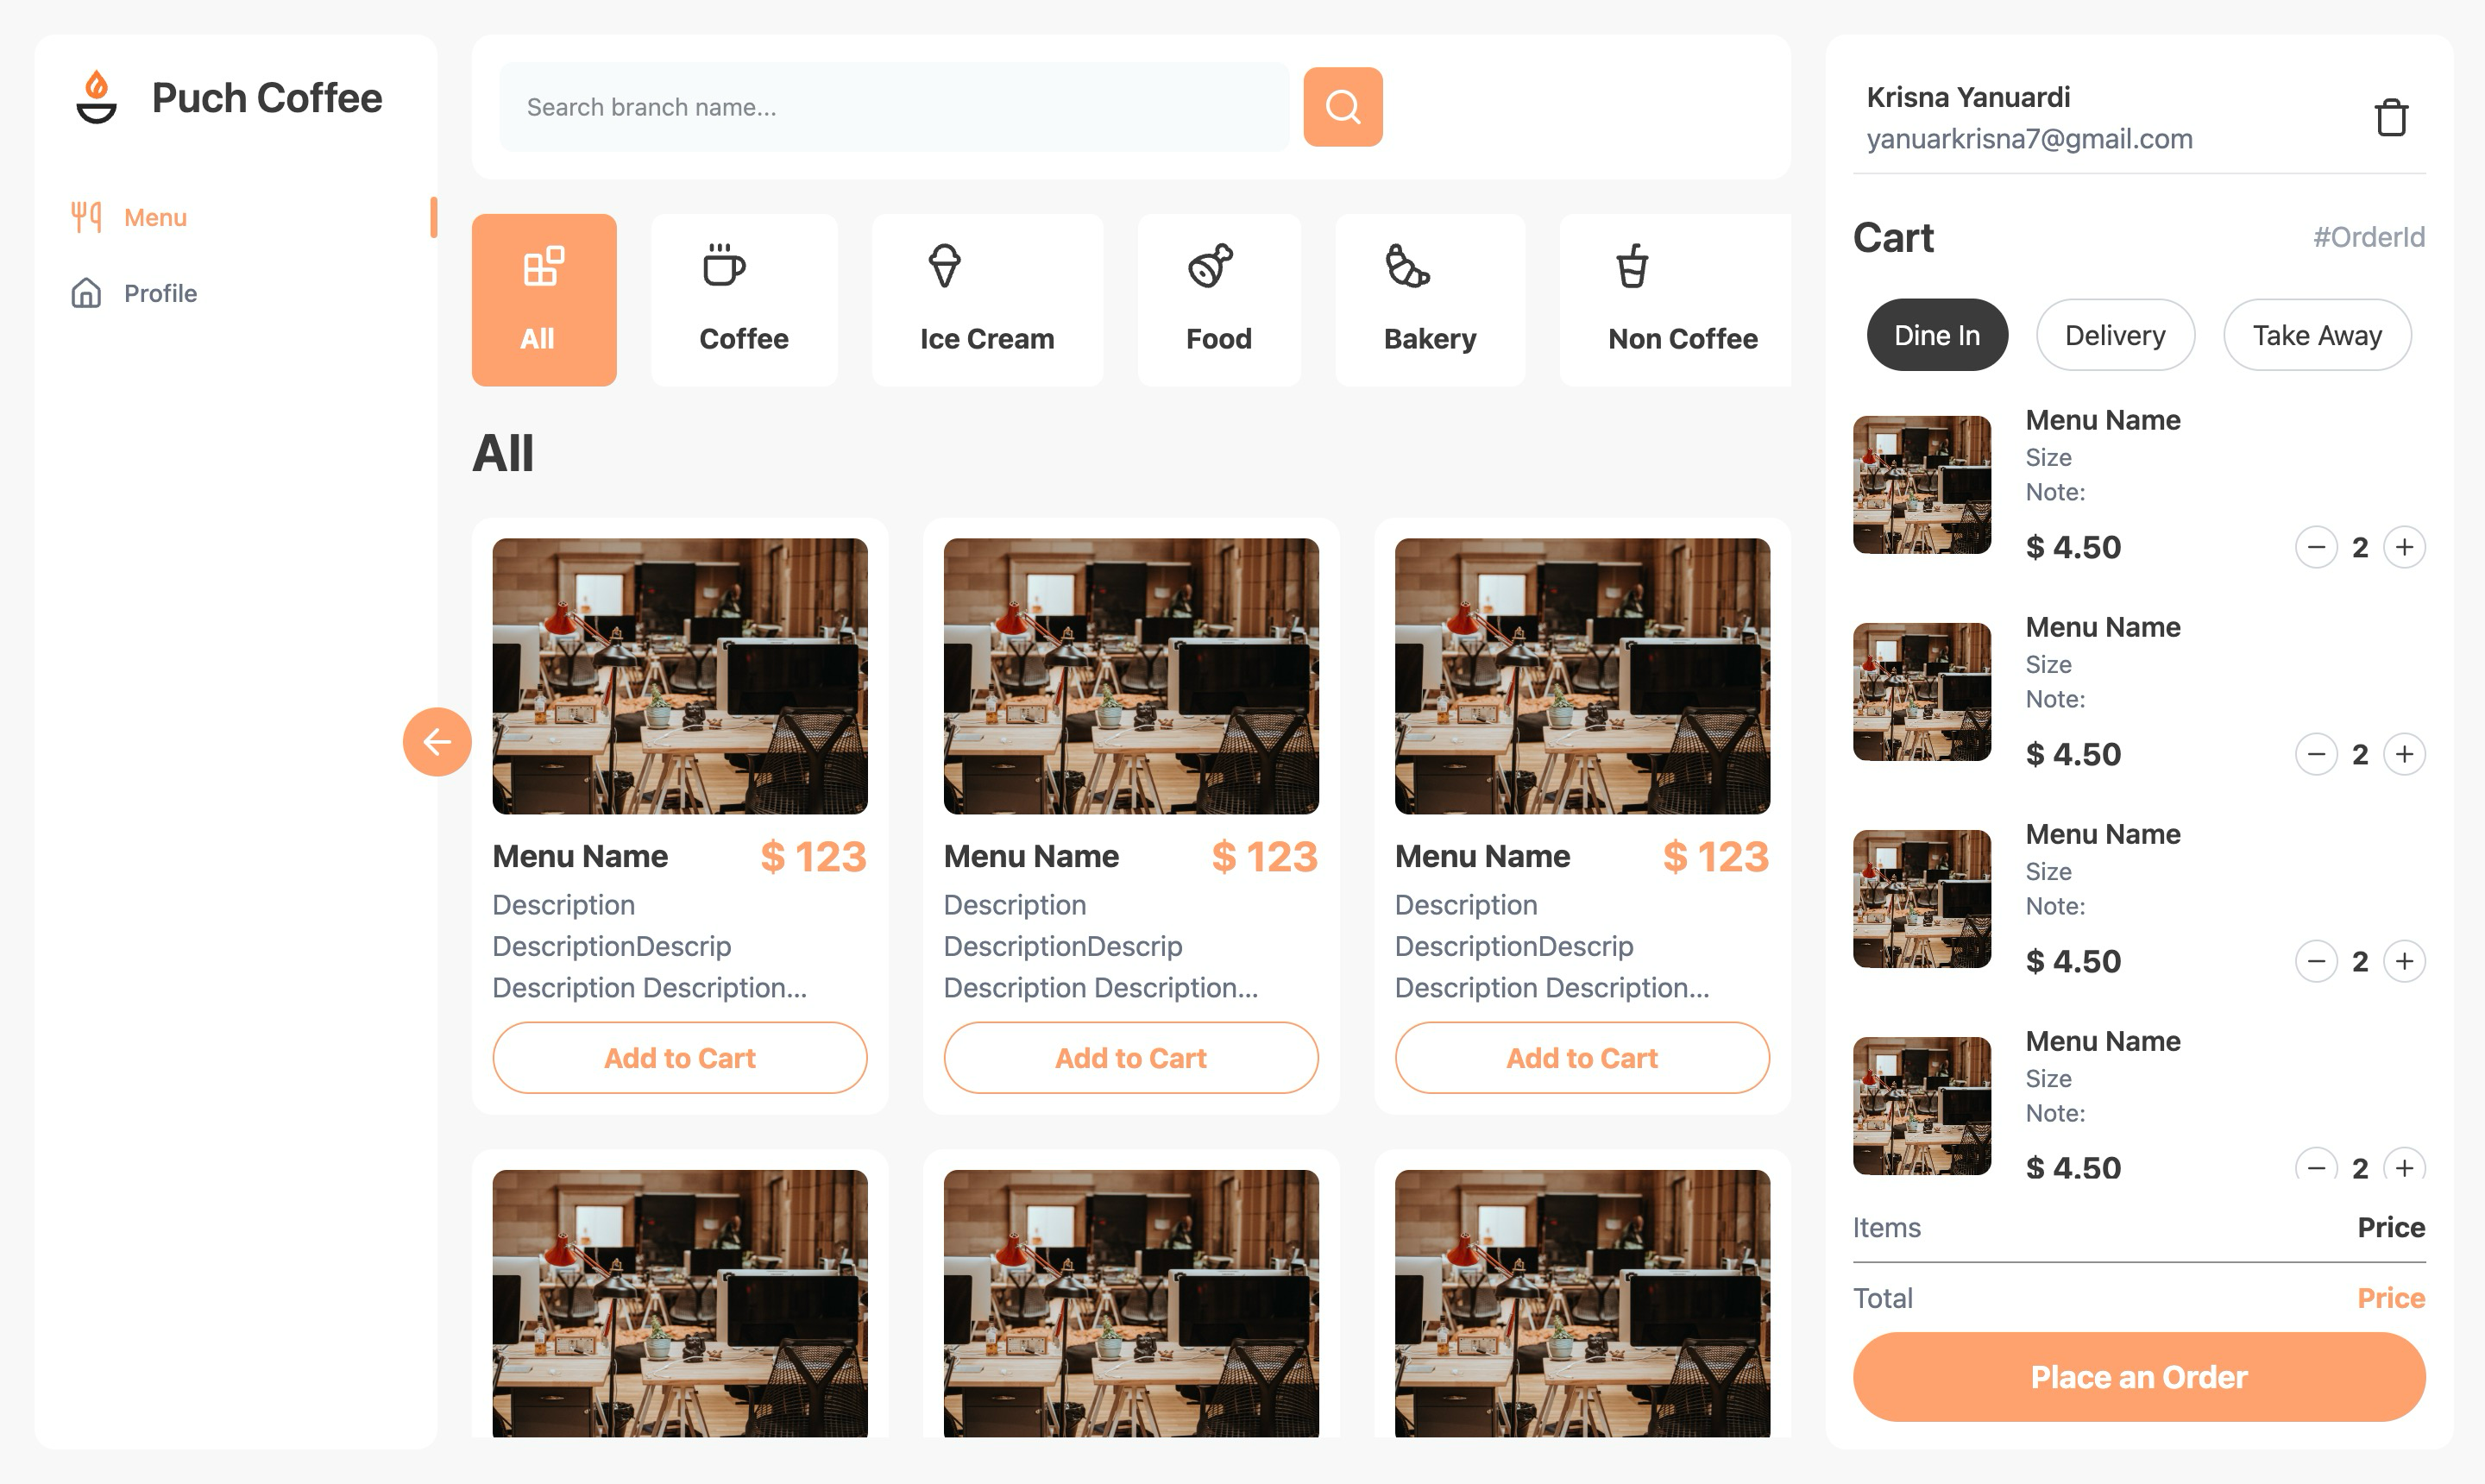 Puch Coffee
Menu
Profile
Search branch name...
All
Coffee
Ice Cream
Food
Bakery
Non Coffee
All
Menu Name
$ 123
Description
DescriptionDescrip
Description Description...
Add to Cart
Menu Name
$ 123
Description
DescriptionDescrip
Description Description...
Add to Cart
Menu Name
$ 123
Description
DescriptionDescrip
Description Description...
Add to Cart
Krisna Yanuardi
yanuarkrisna7@gmail.com
Cart
#OrderId
Dine In
Delivery
Take Away
Menu Name
Size
Note:
$ 4.50
2
Menu Name
Size
Note:
$ 4.50
2
Menu Name
Size
Note:
$ 4.50
2
Menu Name
Size
Note:
$ 4.50
2
Items
Price
Total
Price
Place an Order